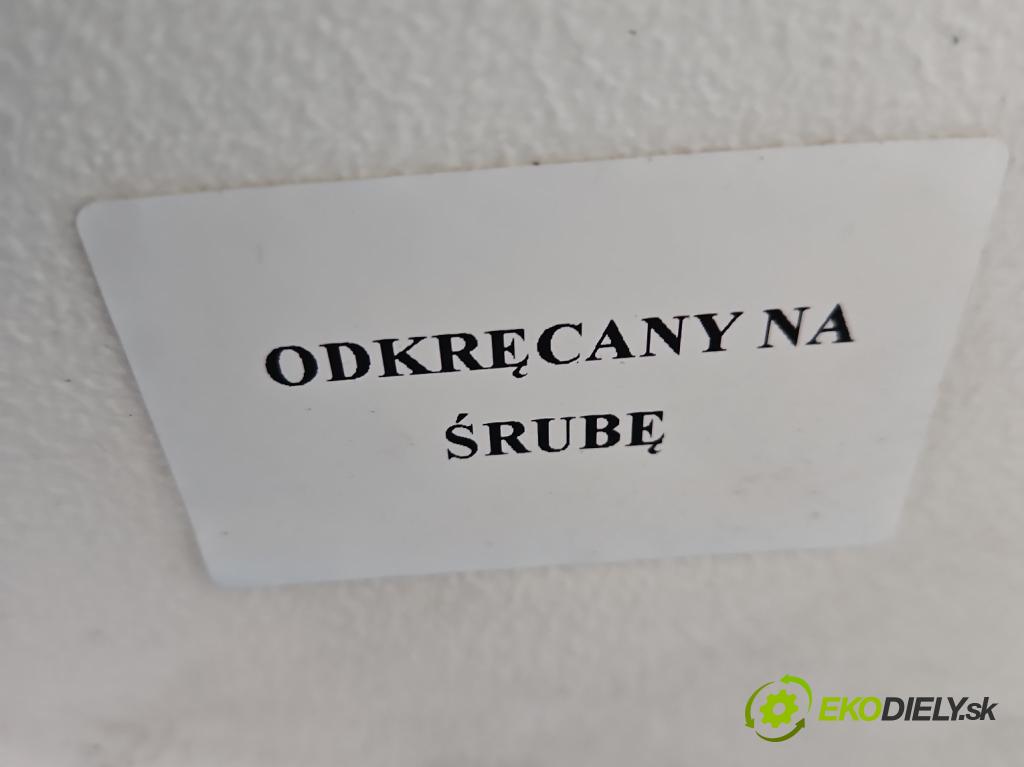 ODKRĘCANY NA
ŚRUBĘ
EKODIELY.sk